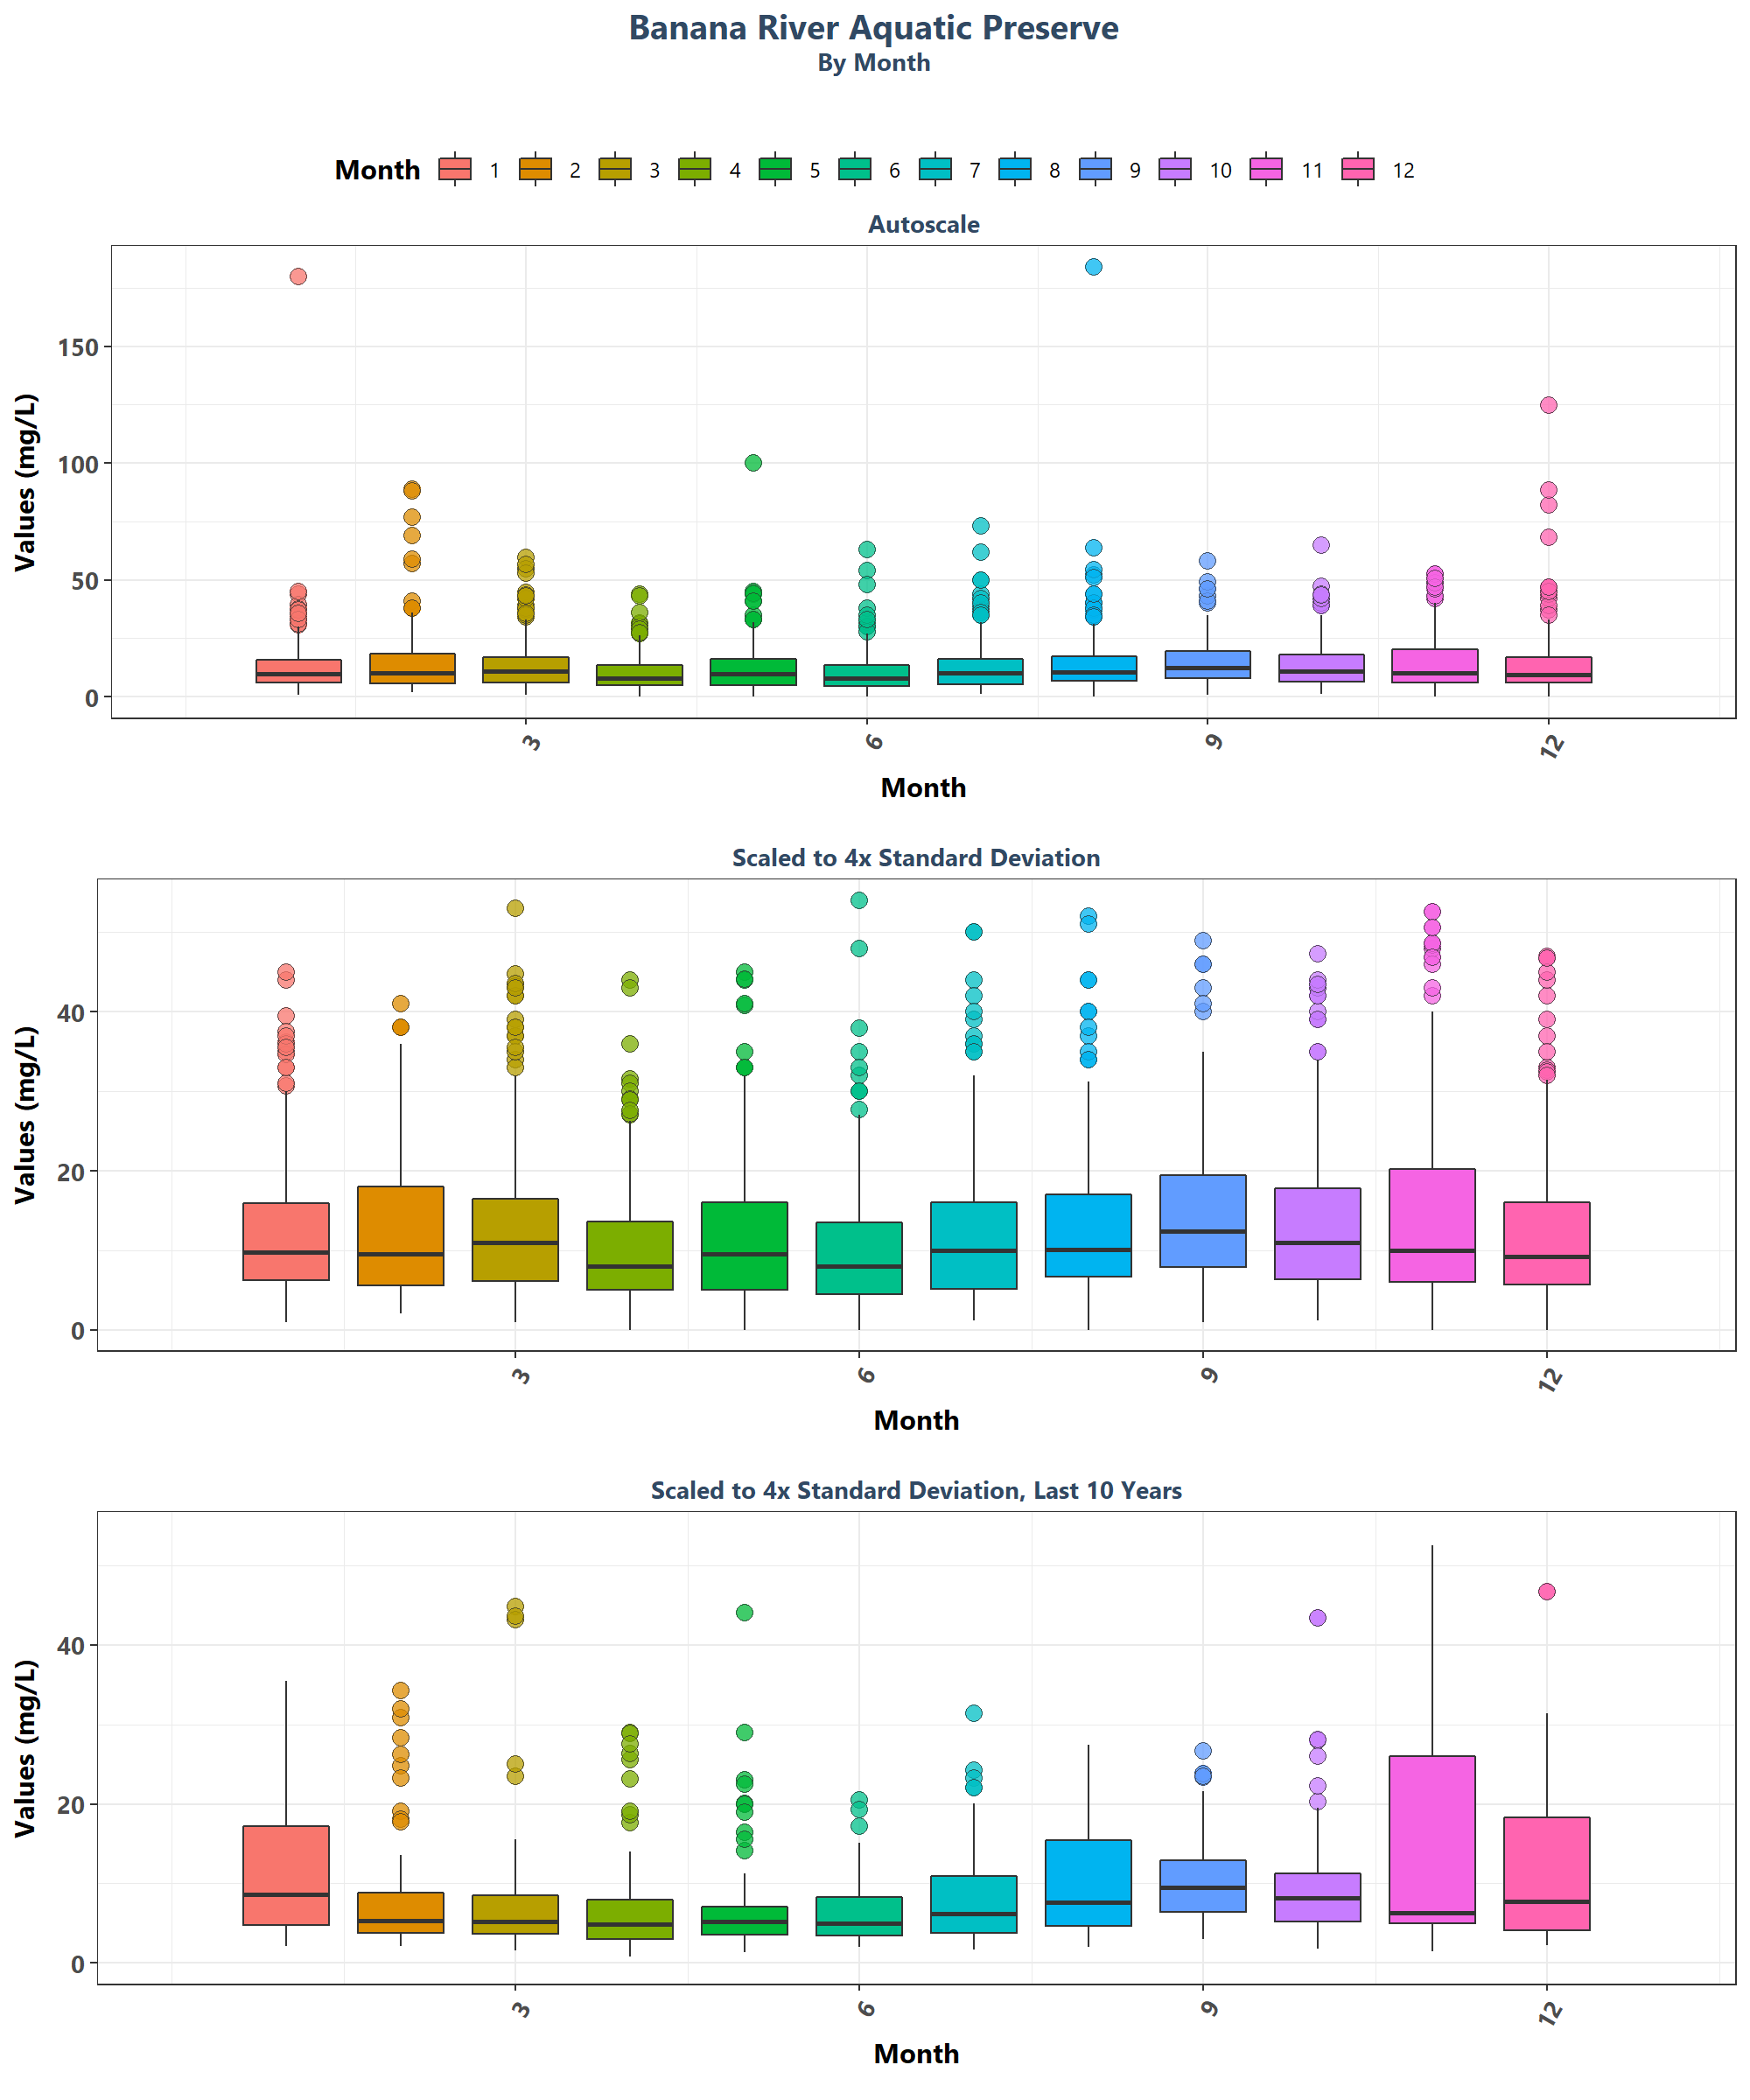 Banana River Aquatic Preserve
By Month
Month 1 2 3 4 5 6 7 8 9 10 11 12
Autoscale
Values (mg/L)
150
100
50
0
3 6 9 12
Month
Scaled to 4x Standard Deviation
Values (mg/L)
40
20
0
3 6 9 12
Month
Scaled to 4x Standard Deviation, Last 10 Years
Values (mg/L)
40
20
0
3 6 9 12
Month